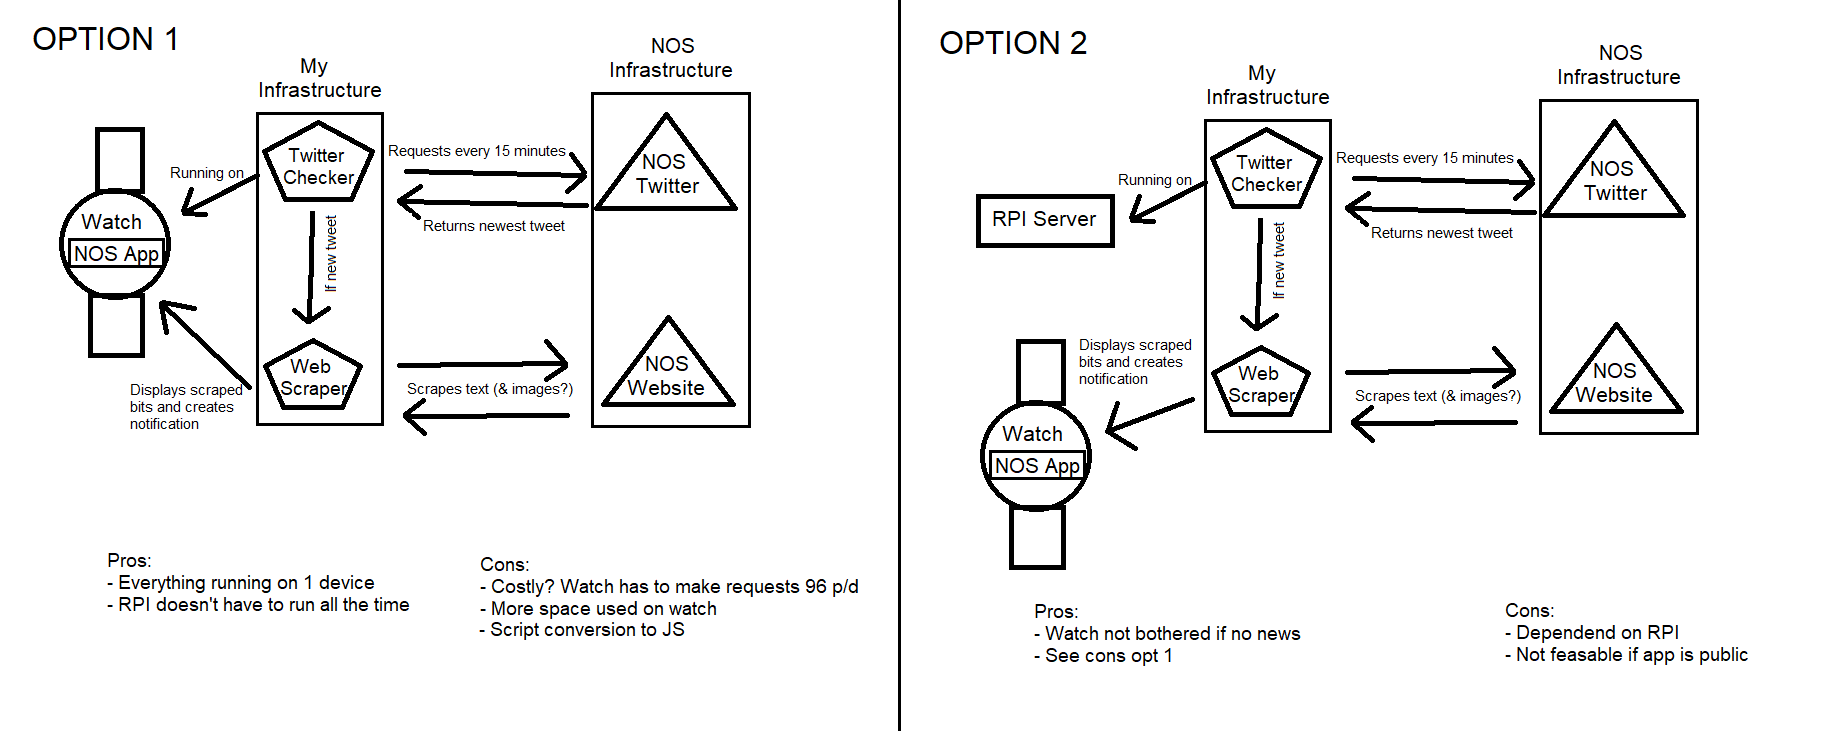 OPTION 1
My
Infrastructure
NOS
Infrastructure
Twitter
Checker
Requests every 15 minutes
NOS
Twitter
Running on
Returns newest tweet
Watch
NOS App
If new tweet
Web
Scraper
NOS
Website
Scrapes text (& images?)
Displays scraped
bits and creates
notification
Pros:
- Everything running on 1 device
- RPI doesn't have to run all the time
Cons:
- Costly? Watch has to make requests 96 p/d
- More space used on watch
- Script conversion to JS
OPTION 2
My
Infrastructure
NOS
Infrastructure
Twitter
Checker
Requests every 15 minutes
NOS
Twitter
Running on
RPI Server
Returns newest tweet
If new tweet
Displays scraped
bits and creates
notification
Web
Scraper
NOS
Website
Scrapes text (& images?)
Watch
NOS App
Pros:
- Watch not bothered if no news
- See cons opt 1
Cons:
- Dependend on RPI
- Not feasable if app is public